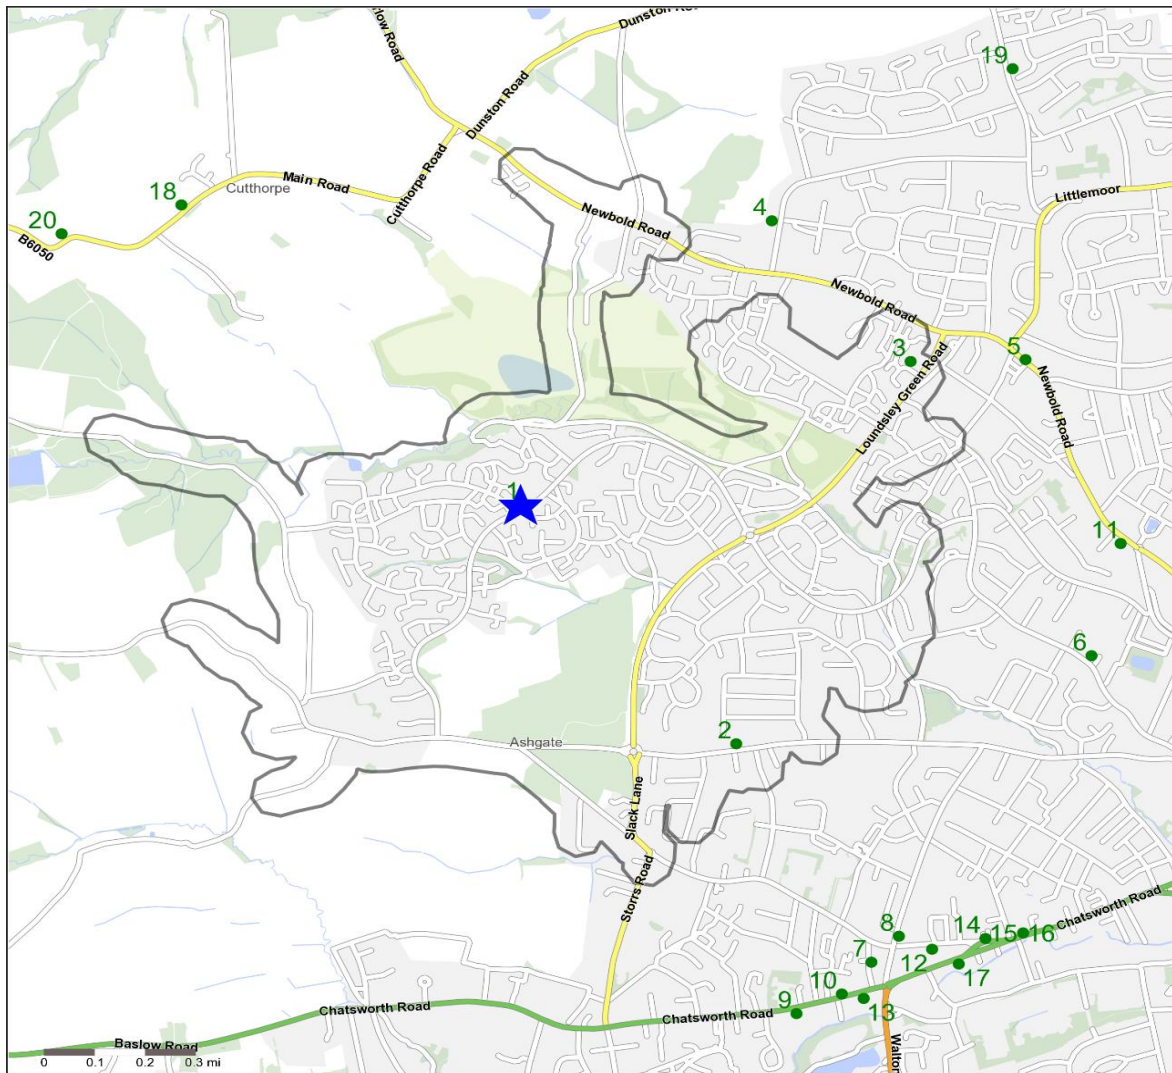 rlow Road
Dunston Ro
19
Dunston Road
Cutthorpe Road
Main Road
Cutthorpe
18
20
B6050
Littlemoor
4
Newbold Road
Newbold Road
3
5
Newbold Road
Loundsley Green Road
1
11
6
2
Ashgate
Slack Lane
Storrs Road
8
14
15
16
Chatsworth Road
7
12
17
10
9
13
Chatsworth Road
Chatsworth Road
Baslow Road
Walton
0 0.1 0.2 0.3 mi